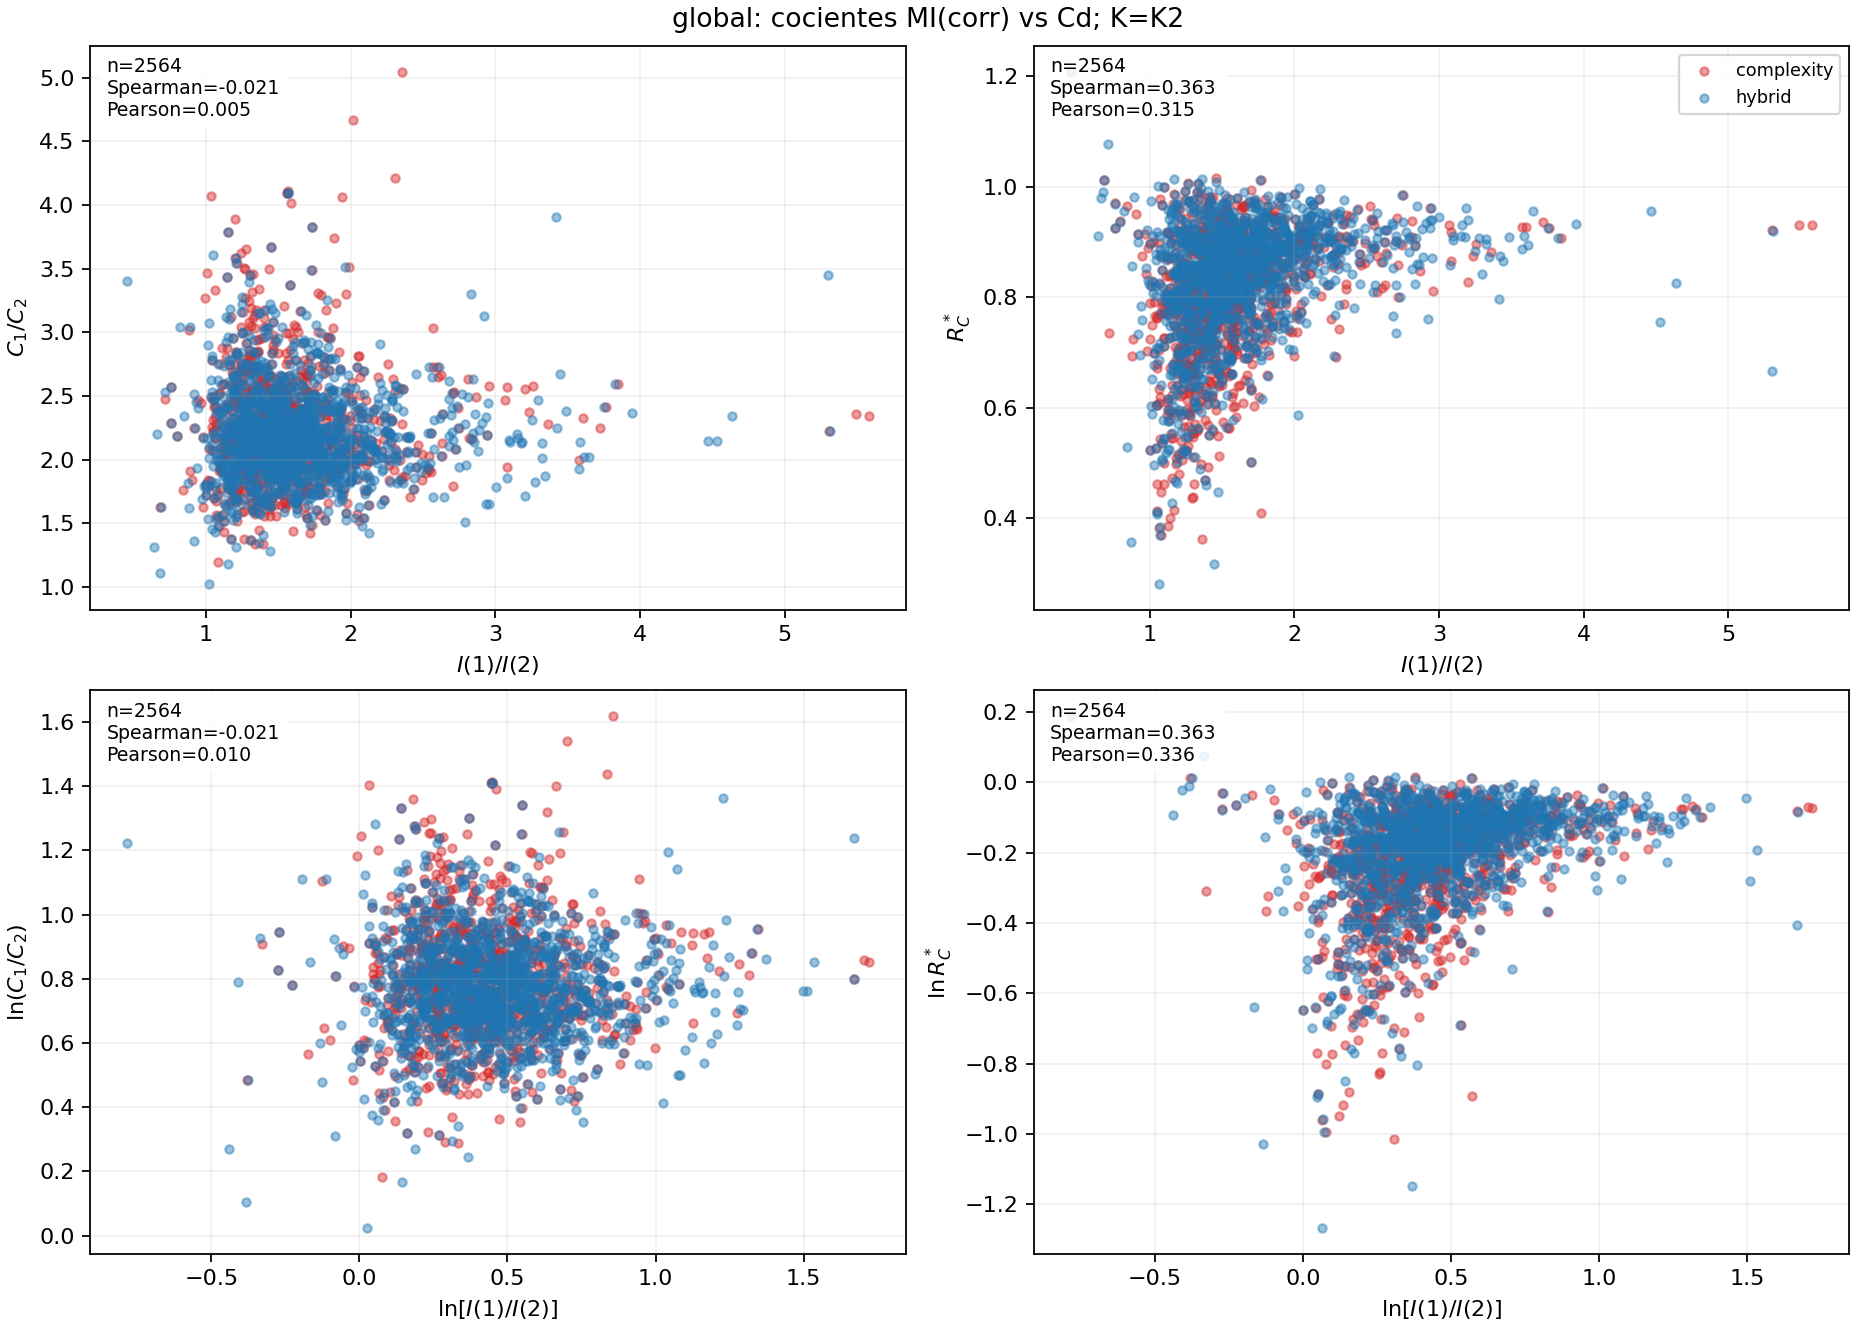 global: cocientes MI(corr) vs Cd; K=K2
n=2564
Spearman=-0.021
Pearson=0.005
5.0
4.5
4.0
3.5
3.0
2.5
2.0
1.5
1.0
C₁/C₂
1 2 3 4 5
I(1)/I(2)
n=2564
Spearman=0.363
Pearson=0.315
complexity
hybrid
1.2
1.0
0.8
0.6
0.4
R_C^*
1 2 3 4 5
I(1)/I(2)
n=2564
Spearman=-0.021
Pearson=0.010
1.6
1.4
1.2
1.0
0.8
0.6
0.4
0.2
0.0
ln(C₁/C₂)
−0.5 0.0 0.5 1.0 1.5
ln[I(1)/I(2)]
n=2564
Spearman=0.363
Pearson=0.336
0.2
0.0
−0.2
−0.4
−0.6
−0.8
−1.0
−1.2
ln R_C^*
−0.5 0.0 0.5 1.0 1.5
ln[I(1)/I(2)]